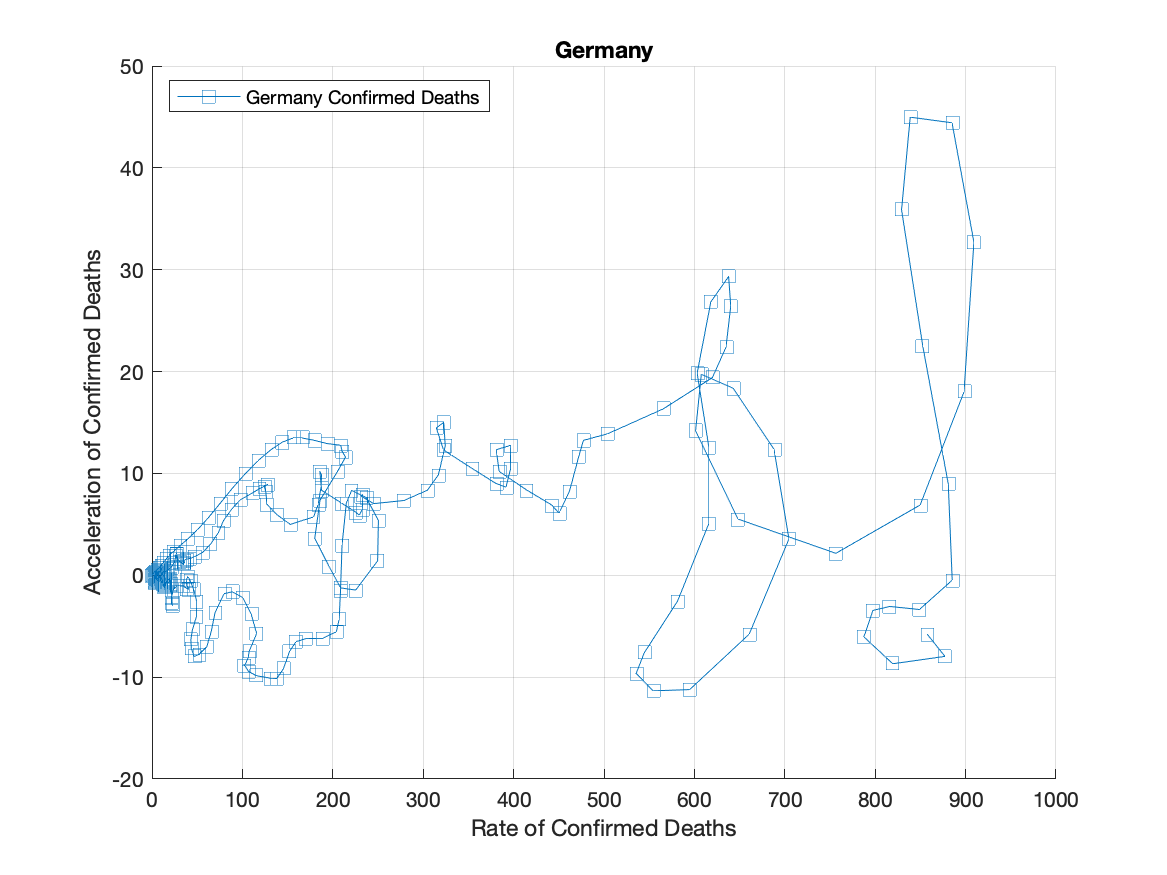 Germany
Germany Confirmed Deaths
50
40
30
20
10
0
-10
-20
Acceleration of Confirmed Deaths
0 100 200 300 400 500 600 700 800 900 1000
Rate of Confirmed Deaths